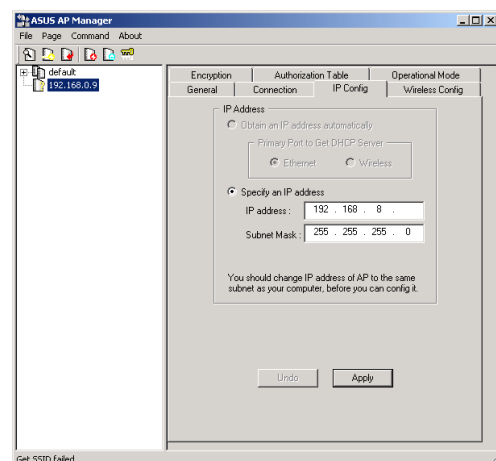 ASUS AP Manager
File Page Command About
default
192.168.0.9
Encryption Authorization Table Operational Mode
General Connection IP Config Wireless Config
IP Address
Obtain an IP address automatically
Primary Port to Get DHCP Server
Ethernet Wireless
Specify an IP address
IP address : 192 . 168 . 8 .
Subnet Mask : 255 . 255 . 255 . 0
You should change IP address of AP to the same
subnet as your computer, before you can config it.
Undo Apply
Get SSID failed